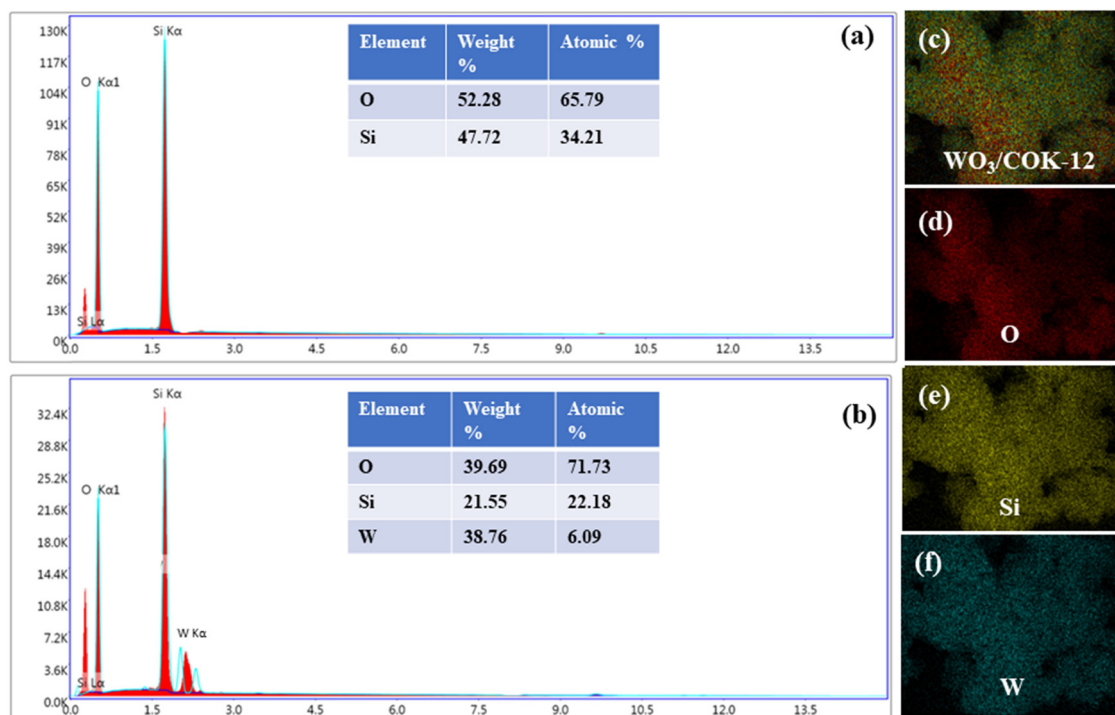 (a)
130K
117K
104K
91K
78K
65K
52K
39K
26K
13K
0K
O Kα1
Si Kα
Si Lα
0.0 1.5 3.0 4.5 6.0 7.5 9.0 10.5 12.0 13.5
Element Weight % Atomic %
O 52.28 65.79
Si 47.72 34.21
(b)
32.4K
28.8K
25.2K
21.6K
18.0K
14.4K
10.8K
7.2K
3.6K
0.0K
O Kα1
Si Kα
W Kα
Si Lα
0.0 1.5 3.0 4.5 6.0 7.5 9.0 10.5 12.0 13.5
Element Weight % Atomic %
O 39.69 71.73
Si 21.55 22.18
W 38.76 6.09
(c)
WO₃/COK-12
(d)
O
(e)
Si
(f)
W